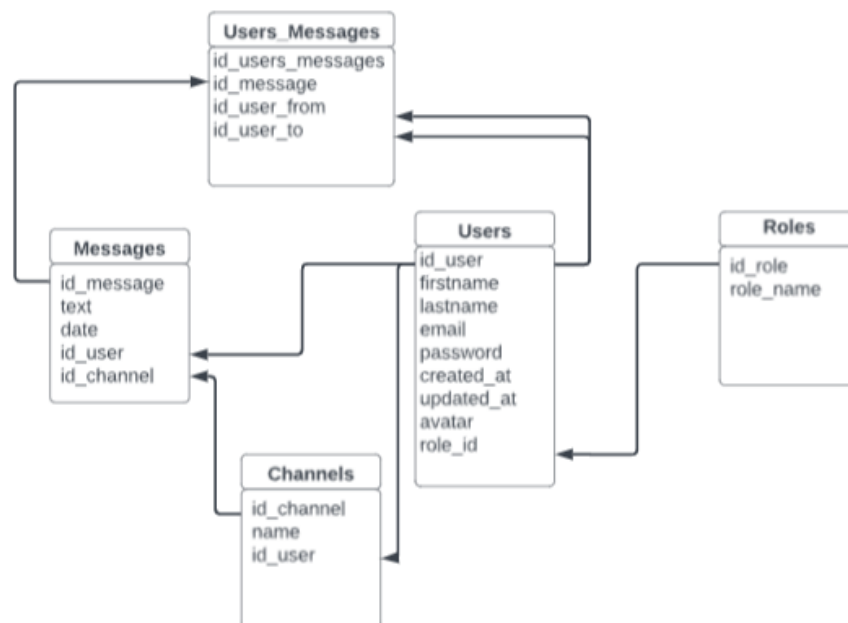 Users_Messages
id_users_messages
id_message
id_user_from
id_user_to
Messages
id_message
text
date
id_user
id_channel
Users
id_user
firstname
lastname
email
password
created_at
updated_at
avatar
role_id
Roles
id_role
role_name
Channels
id_channel
name
id_user